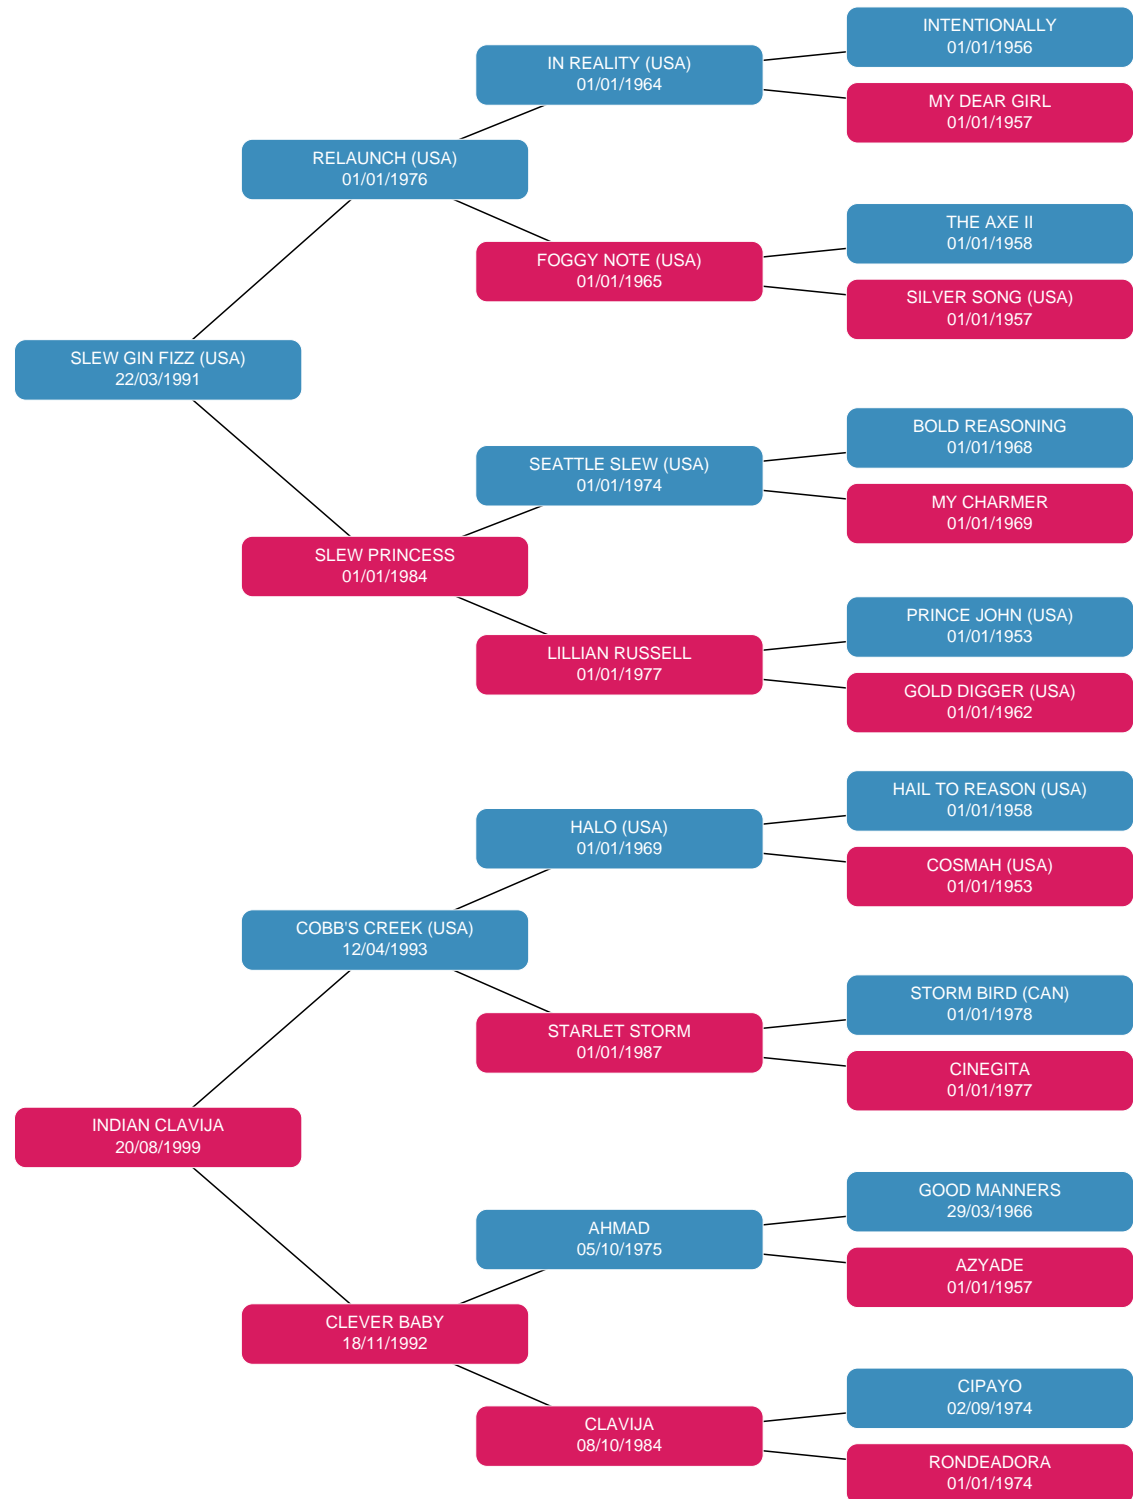 INTENTIONALLY
01/01/1956
IN REALITY (USA)
01/01/1964
MY DEAR GIRL
01/01/1957
RELAUNCH (USA)
01/01/1976
THE AXE II
01/01/1958
FOGGY NOTE (USA)
01/01/1965
SILVER SONG (USA)
01/01/1957
SLEW GIN FIZZ (USA)
22/03/1991
BOLD REASONING
01/01/1968
SEATTLE SLEW (USA)
01/01/1974
MY CHARMER
01/01/1969
SLEW PRINCESS
01/01/1984
PRINCE JOHN (USA)
01/01/1953
LILLIAN RUSSELL
01/01/1977
GOLD DIGGER (USA)
01/01/1962
HAIL TO REASON (USA)
01/01/1958
HALO (USA)
01/01/1969
COSMAH (USA)
01/01/1953
COBB'S CREEK (USA)
12/04/1993
STORM BIRD (CAN)
01/01/1978
STARLET STORM
01/01/1987
CINEGITA
01/01/1977
INDIAN CLAVIJA
20/08/1999
GOOD MANNERS
29/03/1966
AHMAD
05/10/1975
AZYADE
01/01/1957
CLEVER BABY
18/11/1992
CIPAYO
02/09/1974
CLAVIJA
08/10/1984
RONDEADORA
01/01/1974